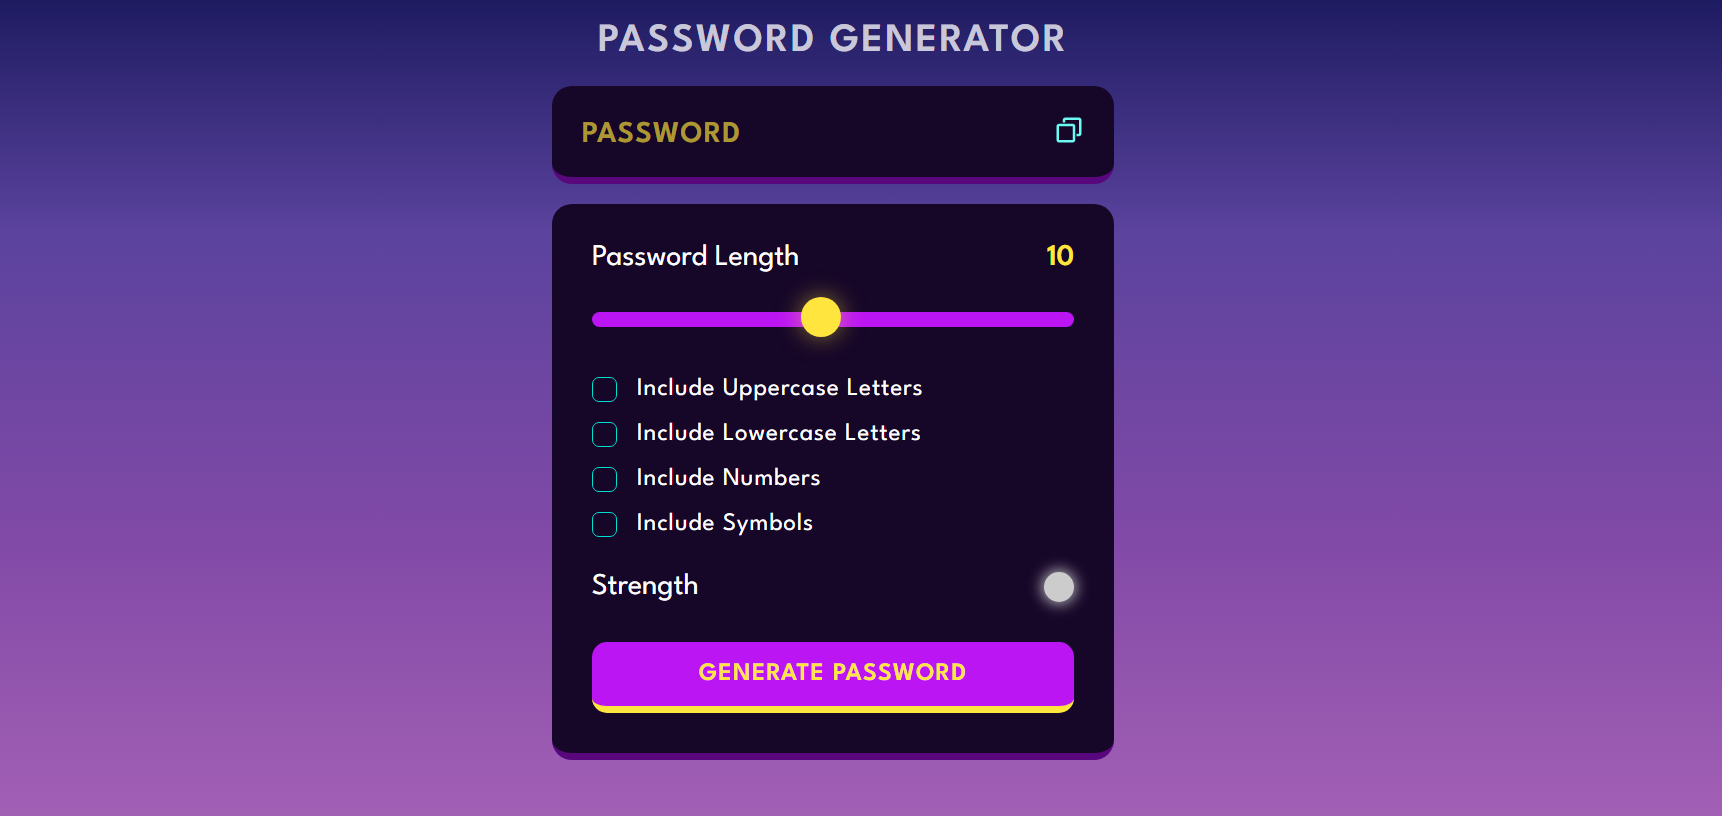 PASSWORD GENERATOR
PASSWORD
Password Length 10
Include Uppercase Letters
Include Lowercase Letters
Include Numbers
Include Symbols
Strength
GENERATE PASSWORD